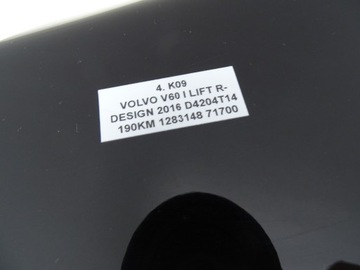 4. K09
VOLVO V60 I LIFT R-
DESIGN 2016 D4204T14
190KM 1283148 71700